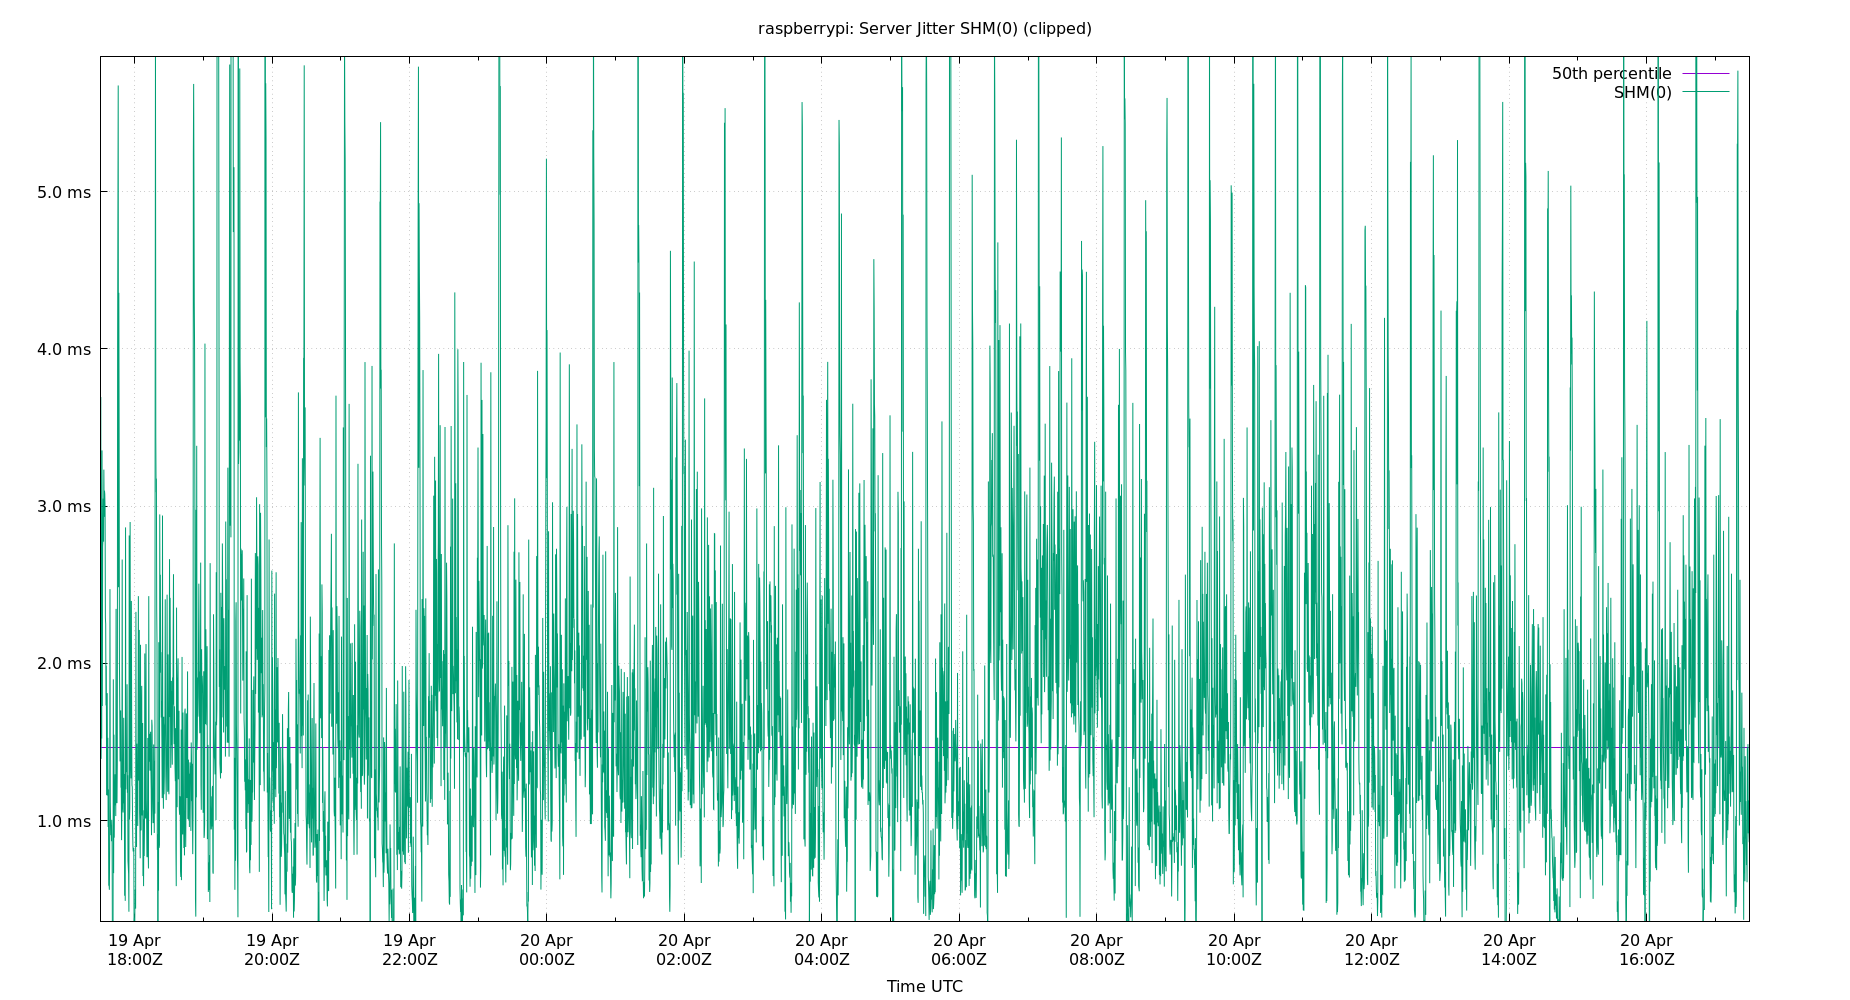 raspberrypi: Server Jitter SHM(0) (clipped)
50th percentile
SHM(0)
5.0 ms
4.0 ms
3.0 ms
2.0 ms
1.0 ms
19 Apr 19 Apr 19 Apr 20 Apr 20 Apr 20 Apr 20 Apr 20 Apr 20 Apr 20 Apr 20 Apr 20 Apr
18:00Z 20:00Z 22:00Z 00:00Z 02:00Z 04:00Z 06:00Z 08:00Z 10:00Z 12:00Z 14:00Z 16:00Z
Time UTC